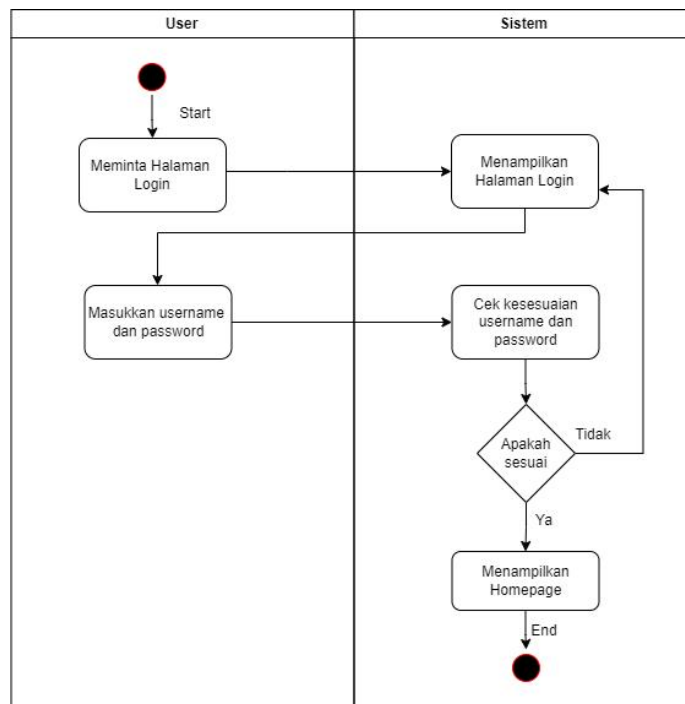 User
Sistem
Start
Meminta Halaman
Login
Menampilkan
Halaman Login
Masukkan username
dan password
Cek kesesuaian
username dan
password
Apakah
sesuai
Tidak
Ya
Menampilkan
Homepage
End